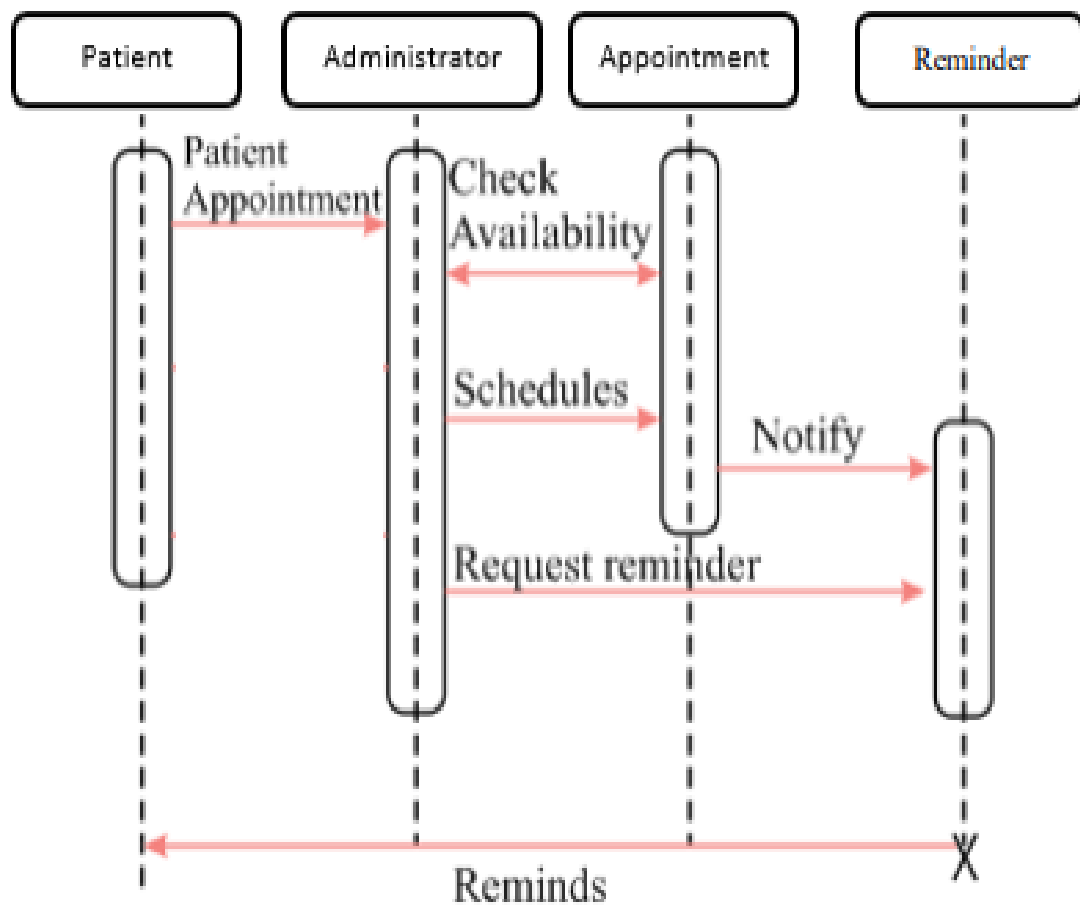 Patient
Administrator
Appointment
Reminder
Patient
Appointment
Check
Availability
Schedules
Notify
Request reminder
Reminds